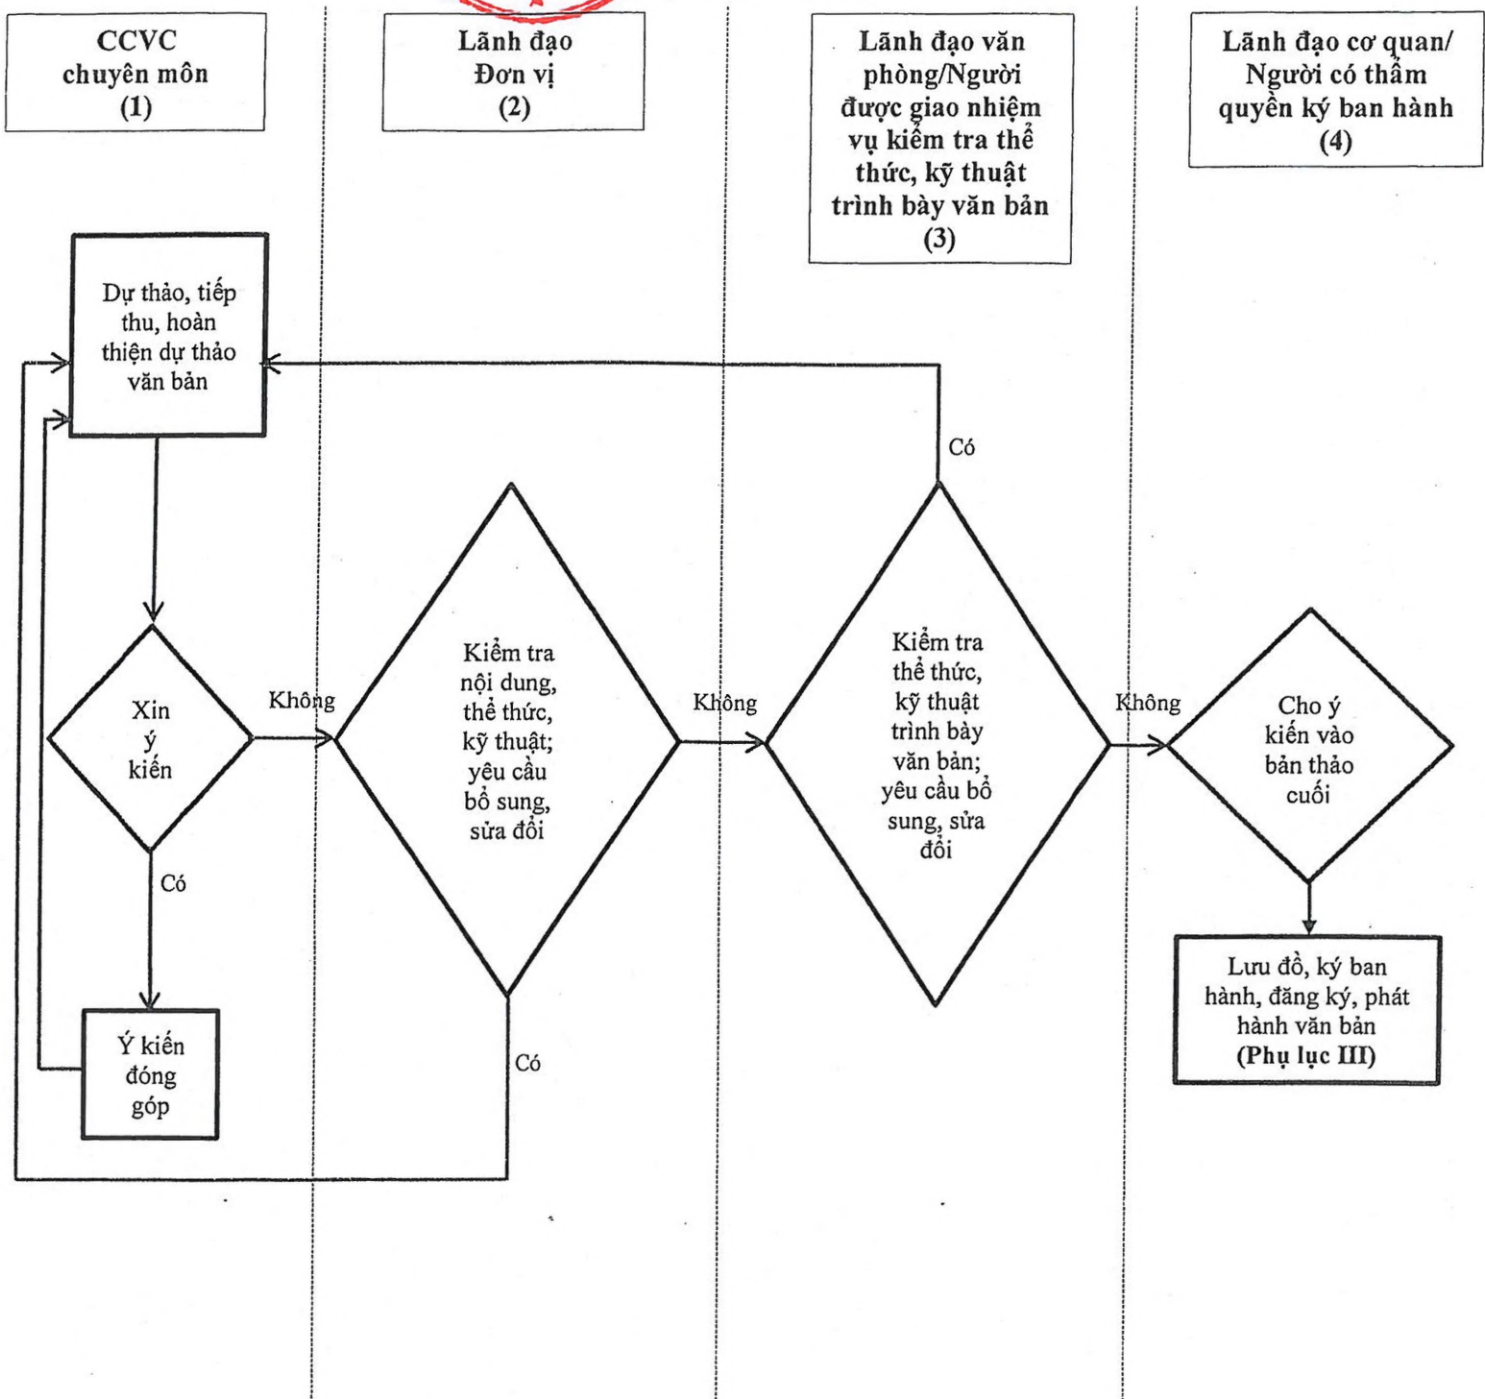 CCVC
chuyên môn
(1)
Lãnh đạo
Đơn vị
(2)
Lãnh đạo văn
phòng/Người
được giao nhiệm
vụ kiểm tra thể
thức, kỹ thuật
trình bày văn bản
(3)
Lãnh đạo cơ quan/
Người có thẩm
quyền ký ban hành
(4)
Dự thảo, tiếp
thu, hoàn
thiện dự thảo
văn bản
Có
Xin
ý
kiến
Không
Kiểm tra
nội dung,
thể thức,
kỹ thuật;
yêu cầu
bổ sung,
sửa đổi
Không
Kiểm tra
thể thức,
kỹ thuật
trình bày
văn bản;
yêu cầu bổ
sung, sửa
đổi
Không
Cho ý
kiến vào
bản thảo
cuối
Có
Ý kiến
đóng
góp
Có
Lưu đồ, ký ban
hành, đăng ký, phát
hành văn bản
(Phụ lục III)